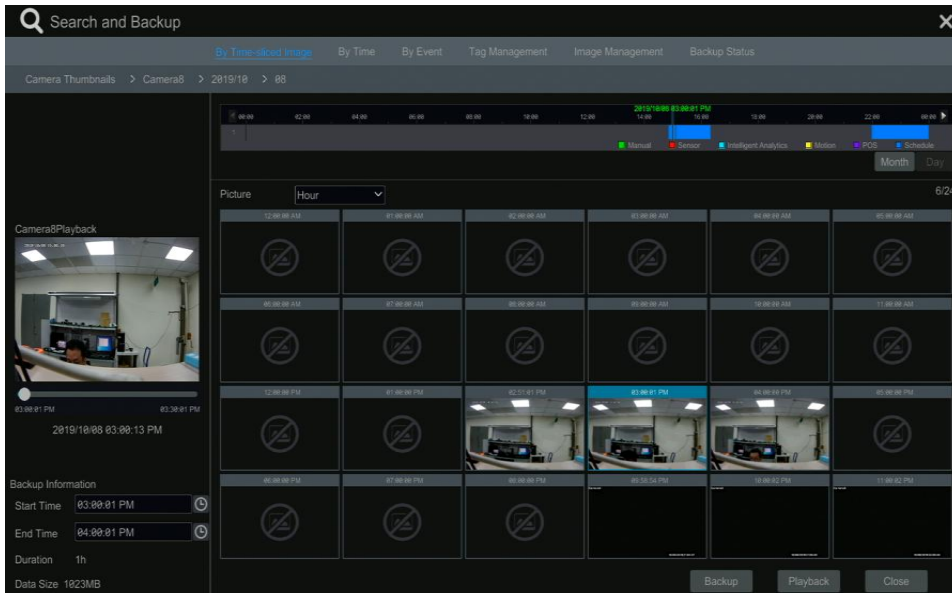 Search and Backup
By Time-sliced Image
By Time
By Event
Tag Management
Image Management
Backup Status
Camera Thumbnails > Camera8 > 2019/10 > 08
2019/10/08 03:00:01 PM
00:00 02:00 04:00 06:00 08:00 10:00 12:00 14:00 16:00 18:00 20:00 22:00 00:00
1
Manual Sensor Intelligent Analytics Motion POS Schedule
Month Day
Picture Hour 6/24
12:00:00 AM 01:00:00 AM 02:00:00 AM 03:00:00 AM 04:00:00 AM 05:00:00 AM
06:00:00 AM 07:00:00 AM 08:00:00 AM 09:00:00 AM 10:00:00 AM 11:00:00 AM
12:00:00 PM 01:00:00 PM 02:51:01 PM 03:00:01 PM 04:00:00 PM 05:00:00 PM
06:00:00 PM 07:00:00 PM 08:00:00 PM 09:58:54 PM 10:00:02 PM 11:00:02 PM
Camera8Playback
03:00:01 PM 03:30:01 PM
2019/10/08 03:00:13 PM
Backup Information
Start Time 03:00:01 PM
End Time 04:00:01 PM
Duration 1h
Data Size 1023MB
Backup Playback Close